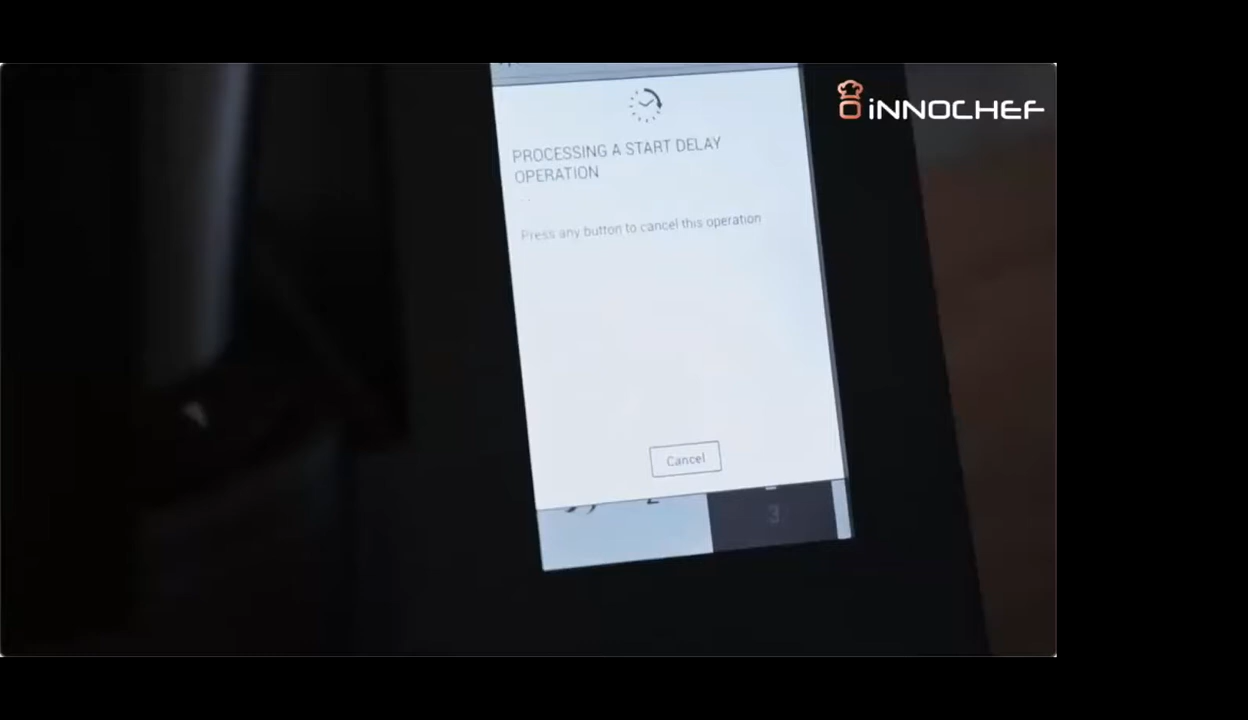 iNNOCHEF
PROCESSING A START DELAY
OPERATION
Press any button to cancel this operation
Cancel
3